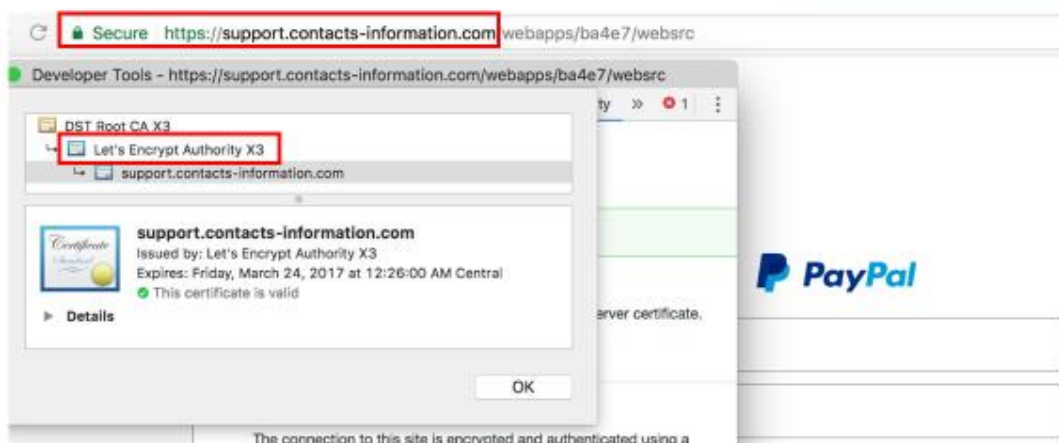 Secure https://support.contacts-information.com/webapps/ba4e7/websrc
Developer Tools - https://support.contacts-information.com/webapps/ba4e7/websrc
ty » 1
DST Root CA X3
Let's Encrypt Authority X3
support.contacts-information.com
support.contacts-information.com
Issued by: Let's Encrypt Authority X3
Expires: Friday, March 24, 2017 at 12:26:00 AM Central
This certificate is valid
Details
erver certificate.
PayPal
OK
The connection to this site is encrypted and authenticated using a